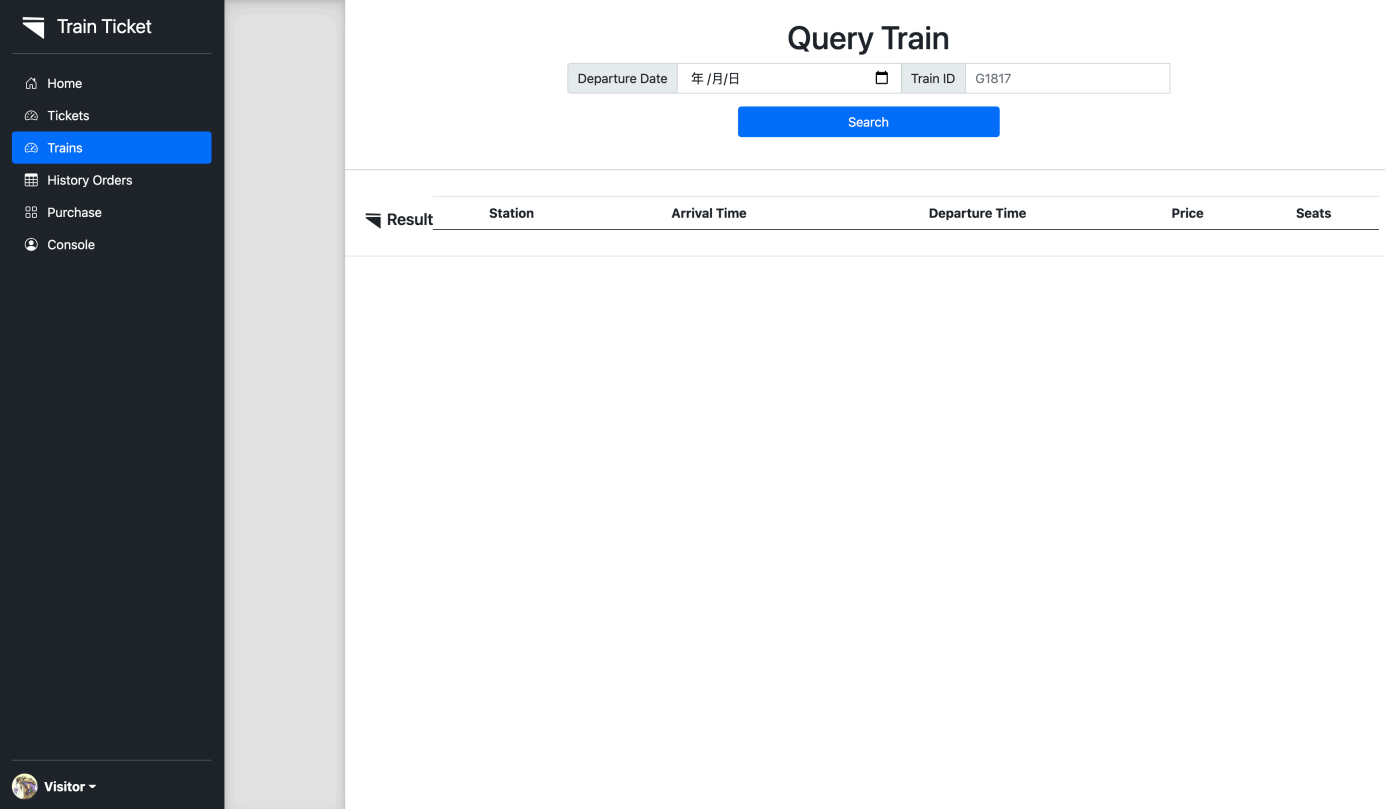 Train Ticket
Home
Tickets
Trains
History Orders
Purchase
Console
Visitor
Query Train
Departure Date 年 /月/日 Train ID G1817
Search
Result Station Arrival Time Departure Time Price Seats